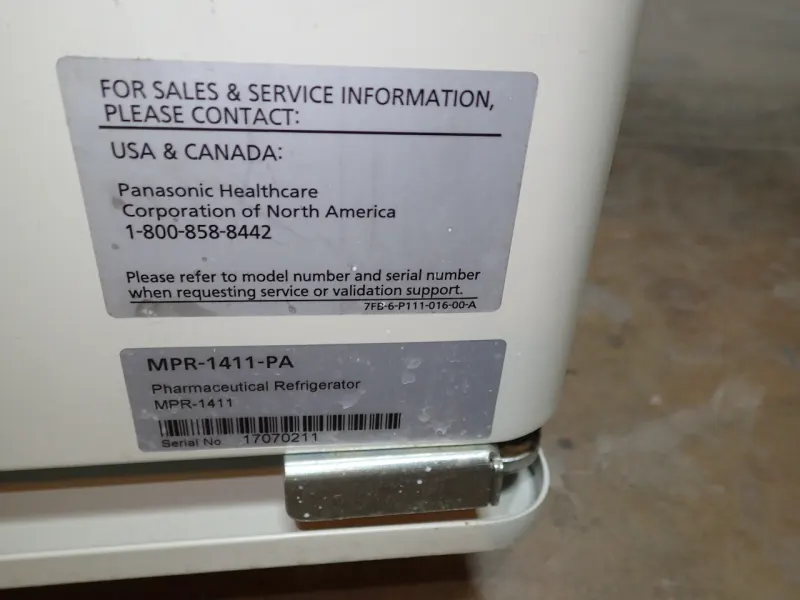 FOR SALES & SERVICE INFORMATION,
PLEASE CONTACT:
USA & CANADA:
Panasonic Healthcare
Corporation of North America
1-800-858-8442
Please refer to model number and serial number
when requesting service or validation support.
7FB-6-P111-016-00-A
MPR-1411-PA
Pharmaceutical Refrigerator
MPR-1411
Serial No. 17070211